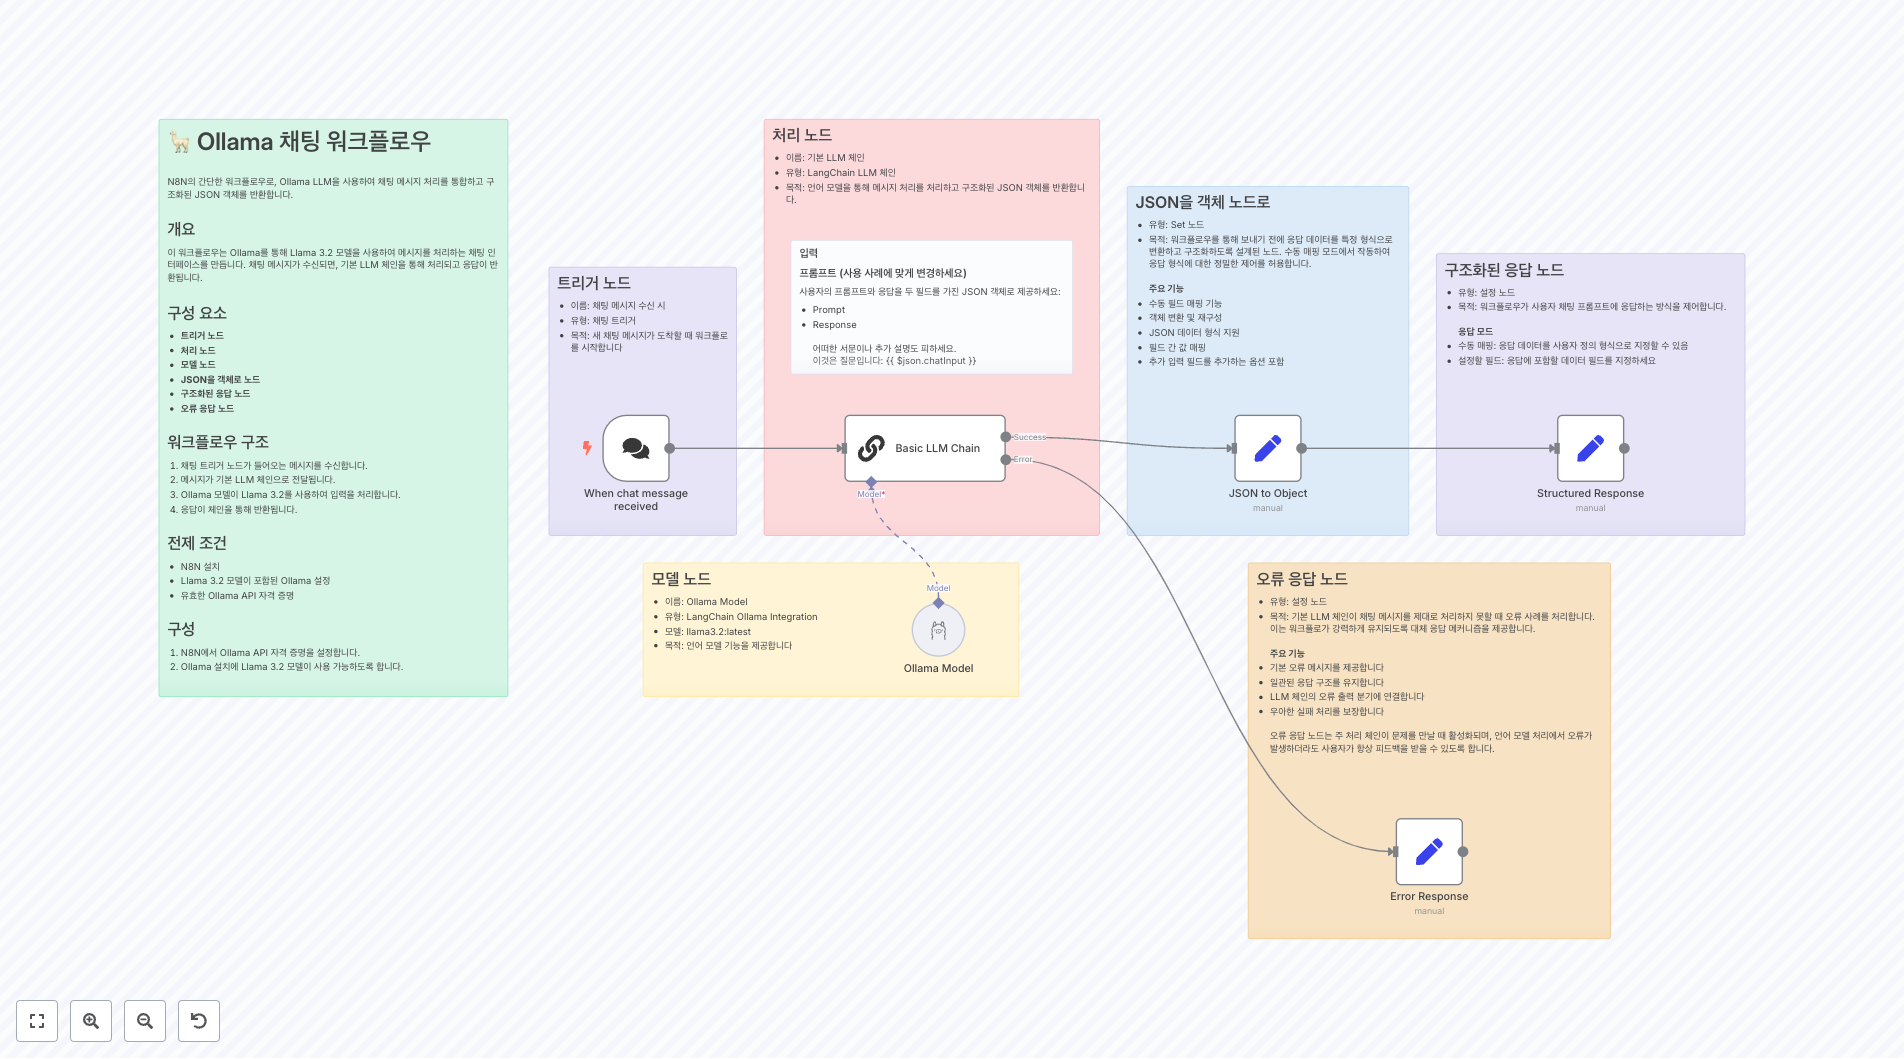 🦙 Ollama 채팅 워크플로우
N8N의 간단한 워크플로우로, Ollama LLM을 사용하여 채팅 메시지 처리를 통합하고 구
조화된 JSON 객체를 반환합니다.
개요
이 워크플로우는 Ollama를 통해 Llama 3.2 모델을 사용하여 메시지를 처리하는 채팅 인
터페이스를 만듭니다. 채팅 메시지가 수신되면, 기본 LLM 체인을 통해 처리되고 응답이 반
환됩니다.
구성 요소
• 트리거 노드
• 처리 노드
• 모델 노드
• JSON을 객체로 노드
• 구조화된 응답 노드
• 오류 응답 노드
워크플로우 구조
1. 채팅 트리거 노드가 들어오는 메시지를 수신합니다.
2. 메시지가 기본 LLM 체인으로 전달됩니다.
3. Ollama 모델이 Llama 3.2를 사용하여 입력을 처리합니다.
4. 응답이 체인을 통해 반환됩니다.
전제 조건
• N8N 설치
• Llama 3.2 모델이 포함된 Ollama 설정
• 유효한 Ollama API 자격 증명
구성
1. N8N에서 Ollama API 자격 증명을 설정합니다.
2. Ollama 설치에 Llama 3.2 모델이 사용 가능하도록 합니다.
트리거 노드
• 이름: 채팅 메시지 수신 시
• 유형: 채팅 트리거
• 목적: 새 채팅 메시지가 도착할 때 워크플로
를 시작합니다
When chat message
received
처리 노드
• 이름: 기본 LLM 체인
• 유형: LangChain LLM 체인
• 목적: 언어 모델을 통해 메시지 처리를 처리하고 구조화된 JSON 객체를 반환합니
다.
입력
프롬프트 (사용 사례에 맞게 변경하세요)
사용자의 프롬프트와 응답을 두 필드를 가진 JSON 객체로 제공하세요:
• Prompt
• Response
어떠한 서문이나 추가 설명도 피하세요.
이것은 질문입니다: {{ $json.chatInput }}
Basic LLM Chain
Success
Error
Model*
모델 노드
• 이름: Ollama Model
• 유형: LangChain Ollama Integration
• 모델: llama3.2:latest
• 목적: 언어 모델 기능을 제공합니다
Model
Ollama Model
JSON을 객체 노드로
• 유형: Set 노드
• 목적: 워크플로우를 통해 보내기 전에 응답 데이터를 특정 형식으로
변환하고 구조화하도록 설계된 노드. 수동 매핑 모드에서 작동하여
응답 형식에 대한 정밀한 제어를 허용합니다.
주요 기능
• 수동 필드 매핑 기능
• 객체 변환 및 재구성
• JSON 데이터 형식 지원
• 필드 간 값 매핑
• 추가 입력 필드를 추가하는 옵션 포함
JSON to Object
manual
구조화된 응답 노드
• 유형: 설정 노드
• 목적: 워크플로우가 사용자 채팅 프롬프트에 응답하는 방식을 제어합니다.
응답 모드
• 수동 매핑: 응답 데이터를 사용자 정의 형식으로 지정할 수 있음
• 설정할 필드: 응답에 포함할 데이터 필드를 지정하세요
Structured Response
manual
오류 응답 노드
• 유형: 설정 노드
• 목적: 기본 LLM 체인이 채팅 메시지를 제대로 처리하지 못할 때 오류 사례를 처리합니다.
이는 워크플로가 강력하게 유지되도록 대체 응답 메커니즘을 제공합니다.
주요 기능
• 기본 오류 메시지를 제공합니다
• 일관된 응답 구조를 유지합니다
• LLM 체인의 오류 출력 분기에 연결합니다
• 우아한 실패 처리를 보장합니다
오류 응답 노드는 주 처리 체인이 문제를 만날 때 활성화되며, 언어 모델 처리에서 오류가
발생하더라도 사용자가 항상 피드백을 받을 수 있도록 합니다.
Error Response
manual